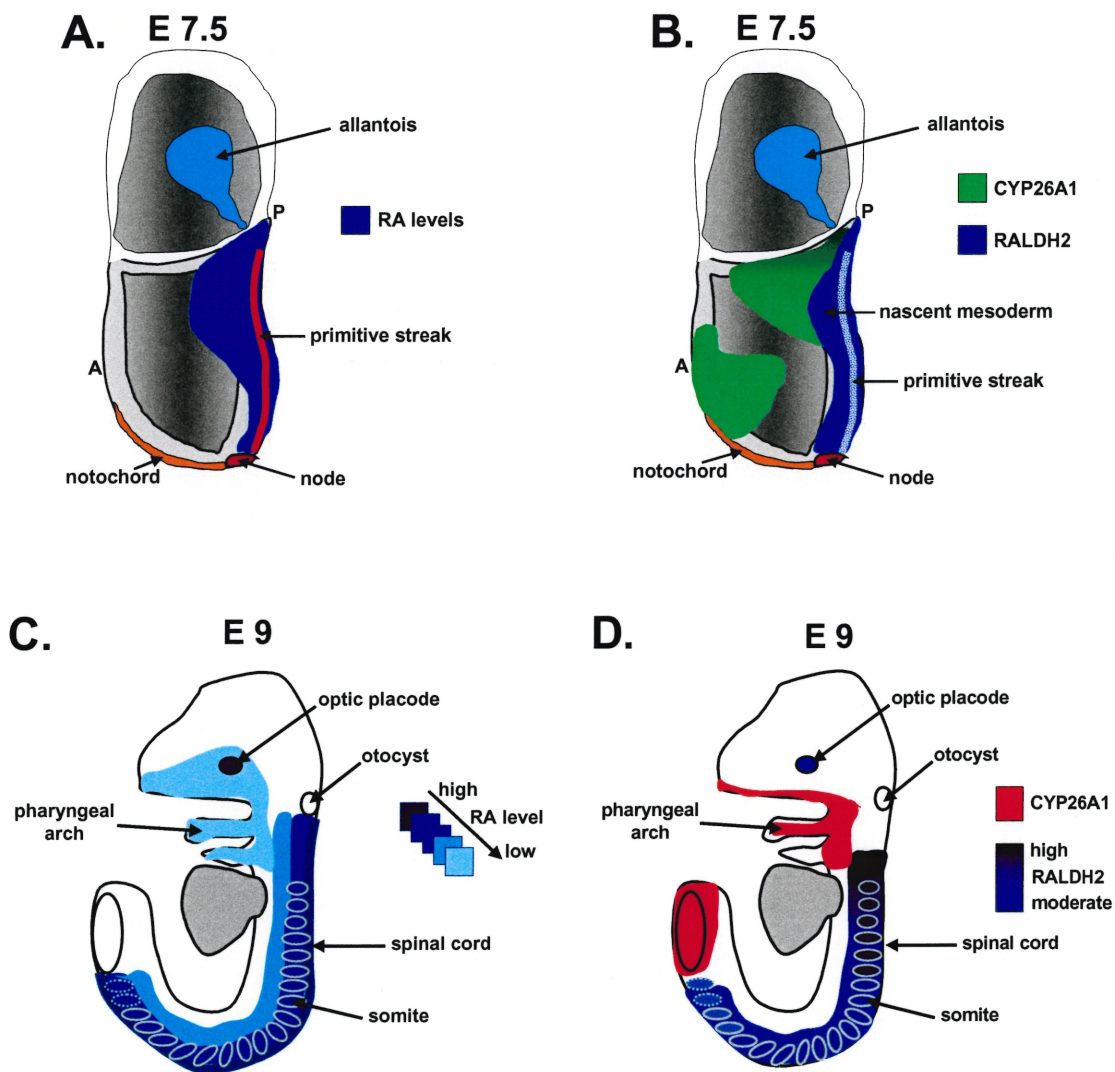 A.
E 7.5
allantois
P
RA levels
primitive streak
A
notochord
node
B.
E 7.5
allantois
CYP26A1
P
RALDH2
nascent mesoderm
A
primitive streak
notochord
node
C.
E 9
optic placode
otocyst
high
RA level
low
pharyngeal
arch
spinal cord
somite
D.
E 9
optic placode
otocyst
pharyngeal
arch
CYP26A1
high
RALDH2
moderate
spinal cord
somite